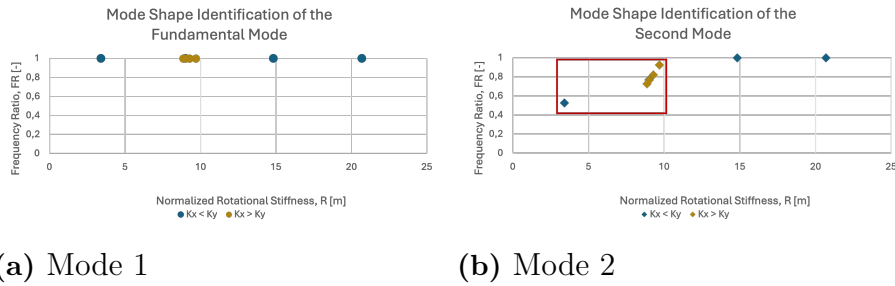 Mode Shape Identification of the
Fundamental Mode
Frequency Ratio, FR [-]
1
0,8
0,6
0,4
0,2
0
0 5 10 15 20 25
Normalized Rotational Stiffness, R [m]
Kx < Ky Kx > Ky
(a) Mode 1
Mode Shape Identification of the
Second Mode
Frequency Ratio, FR [-]
1
0,8
0,6
0,4
0,2
0
0 5 10 15 20 25
Normalized Rotational Stiffness, R [m]
Kx < Ky Kx > Ky
(b) Mode 2